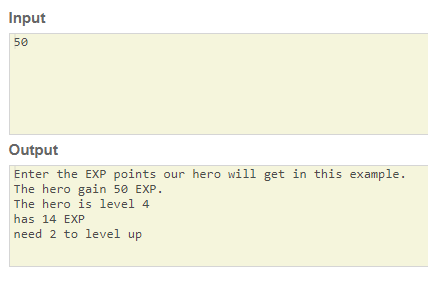 Input
50
Output
Enter the EXP points our hero will get in this example.
The hero gain 50 EXP.
The hero is level 4
has 14 EXP
need 2 to level up